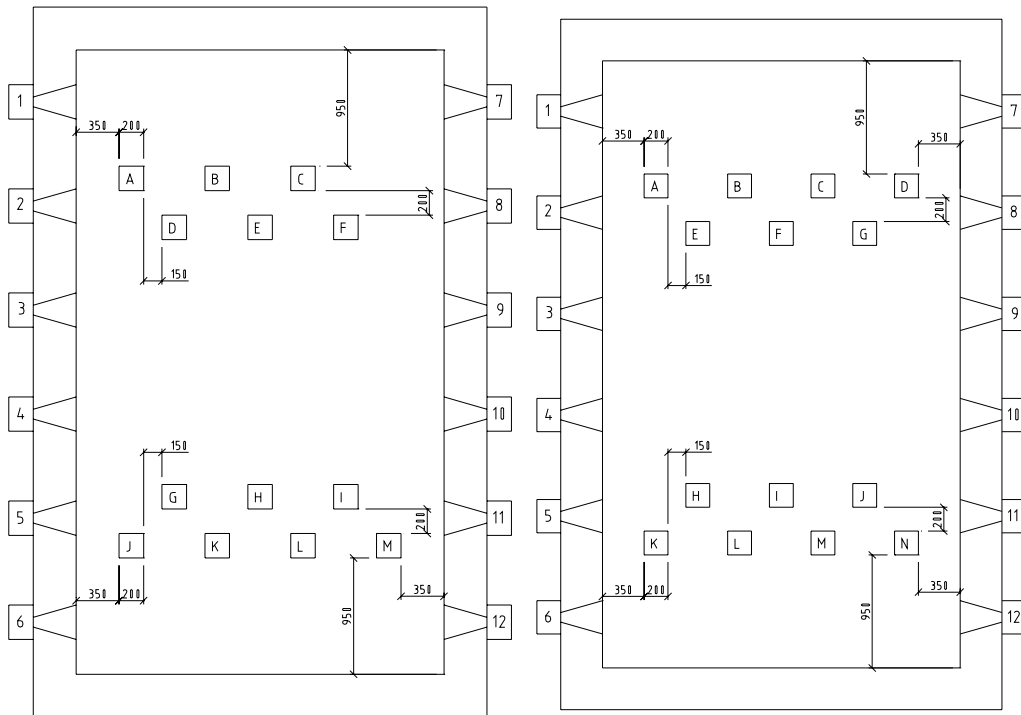 950
950
1 7 1 7
350 200 350 200 350
A B C A B C D
2 8 2 8
200 200
D E F E F G
150 150
3 9 3 9
4 10 4 10
150 150
G H I H I J
5 11 5 11
200 200
J K L M K L M N
350 200 350 350 200 350
950 950
6 12 6 12